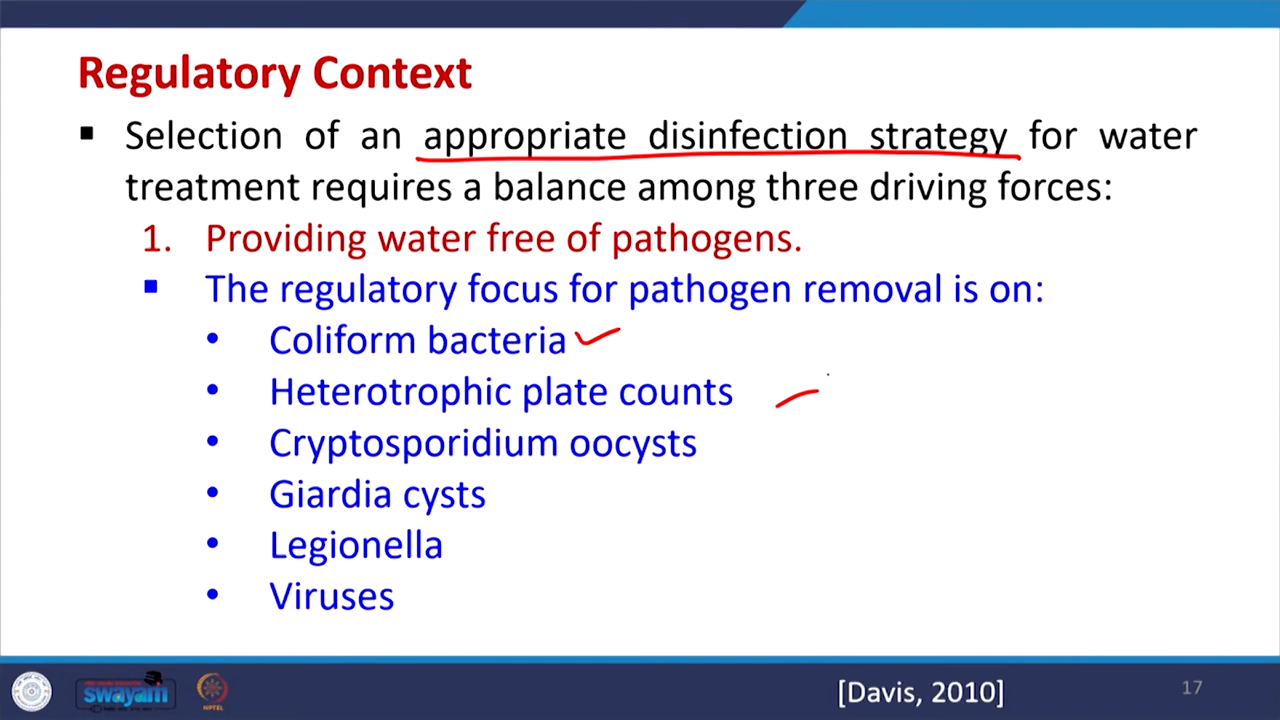 Regulatory Context
▪ Selection of an appropriate disinfection strategy for water
treatment requires a balance among three driving forces:
1. Providing water free of pathogens.
▪ The regulatory focus for pathogen removal is on:
• Coliform bacteria
• Heterotrophic plate counts
• Cryptosporidium oocysts
• Giardia cysts
• Legionella
• Viruses
swayam
NPTEL
[Davis, 2010]
17